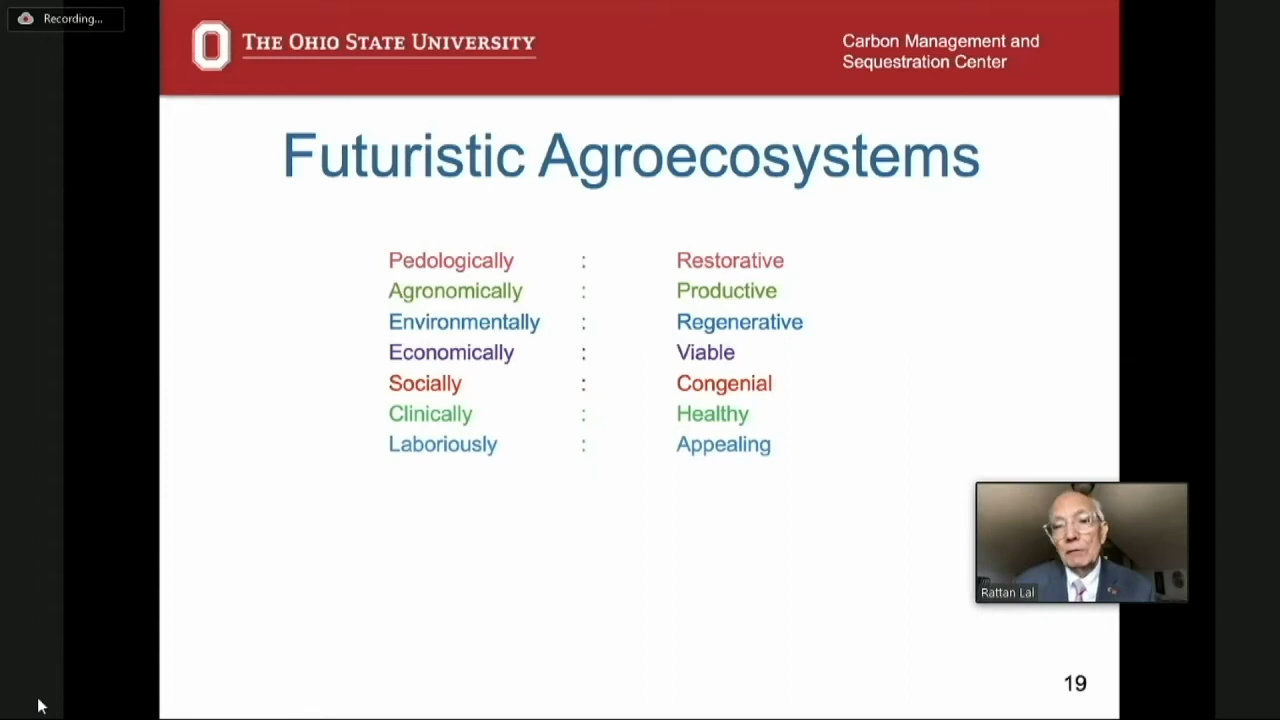 Recording...
THE OHIO STATE UNIVERSITY
Carbon Management and
Sequestration Center
Futuristic Agroecosystems
Pedologically : Restorative
Agronomically : Productive
Environmentally : Regenerative
Economically : Viable
Socially : Congenial
Clinically : Healthy
Laboriously : Appealing
Rattan Lal
19